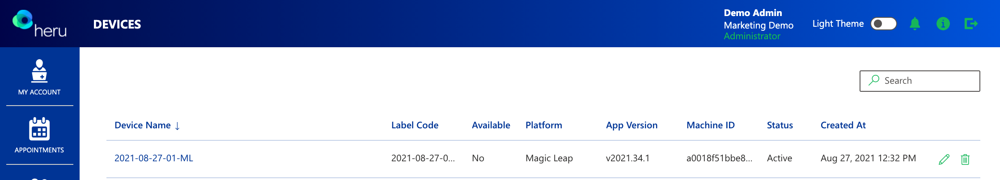 heru
DEVICES
Demo Admin
Marketing Demo
Administrator
Light Theme
MY ACCOUNT
APPOINTMENTS
Search
Device Name ↓ Label Code Available Platform App Version Machine ID Status Created At
2021-08-27-01-ML 2021-08-27-0... No Magic Leap v2021.34.1 a0018f51bbe8... Active Aug 27, 2021 12:32 PM